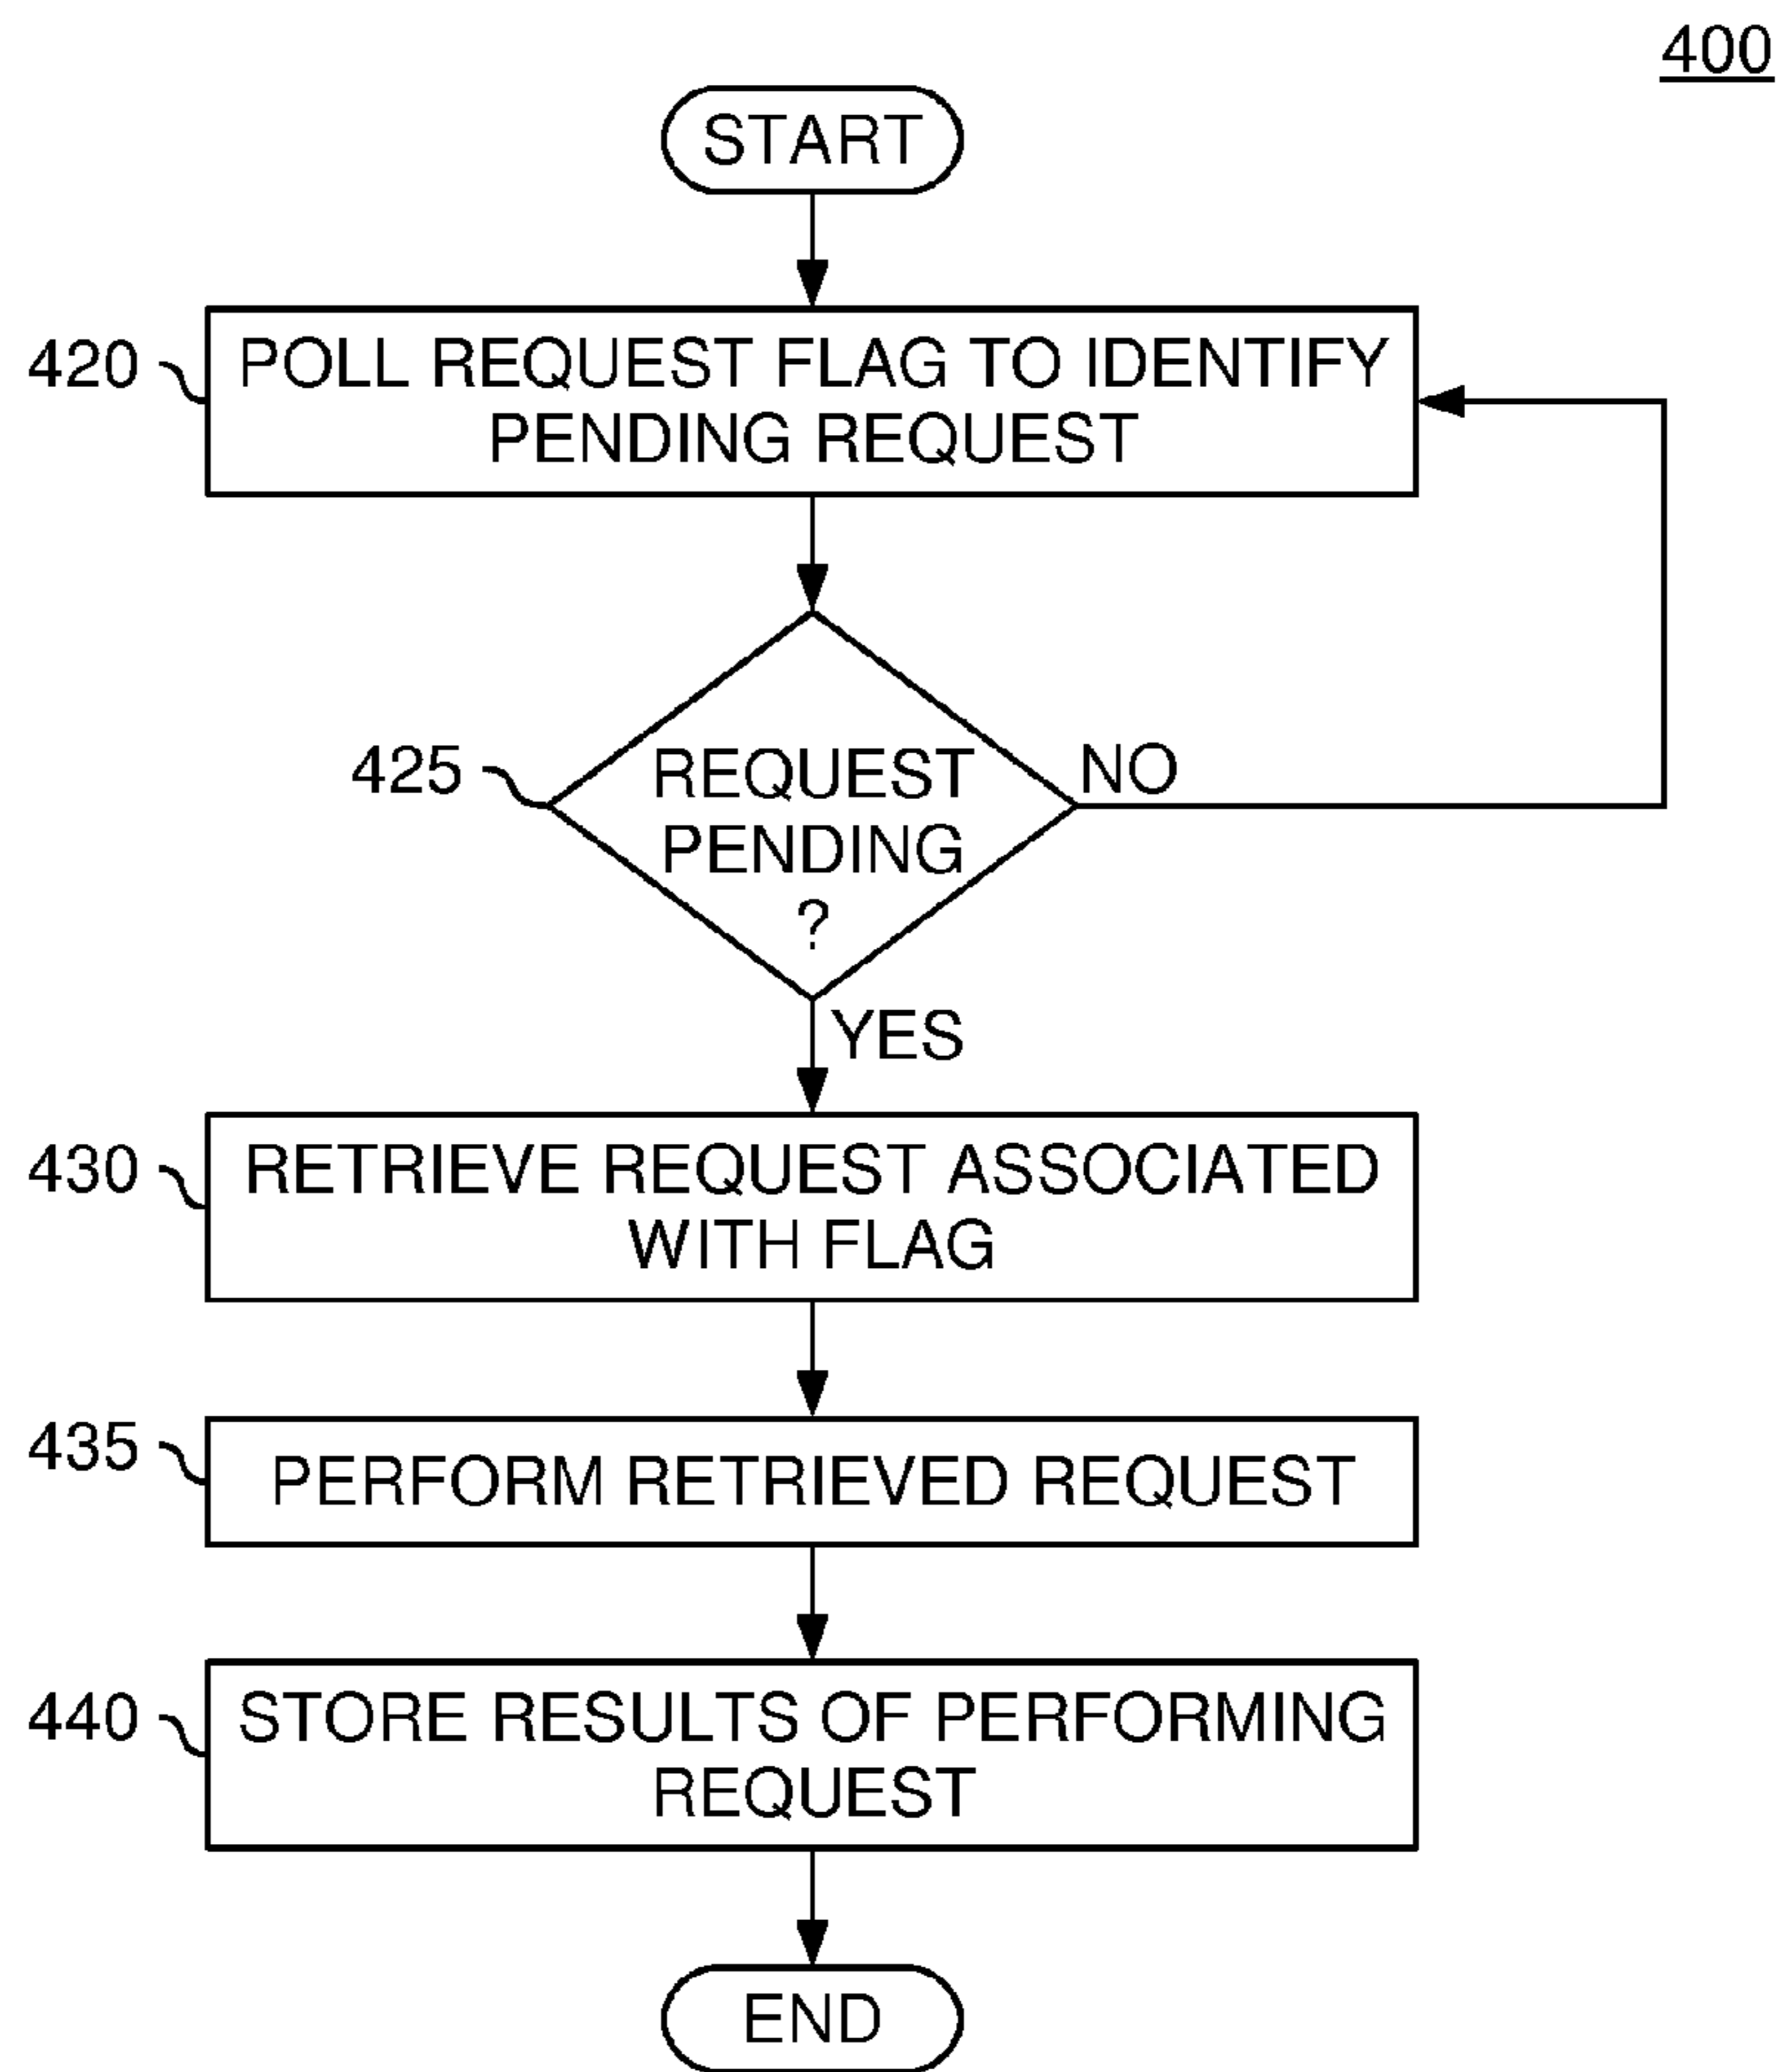 400
START
420
POLL REQUEST FLAG TO IDENTIFY
PENDING REQUEST
425
REQUEST
PENDING
?
NO
YES
430
RETRIEVE REQUEST ASSOCIATED
WITH FLAG
435
PERFORM RETRIEVED REQUEST
440
STORE RESULTS OF PERFORMING
REQUEST
END